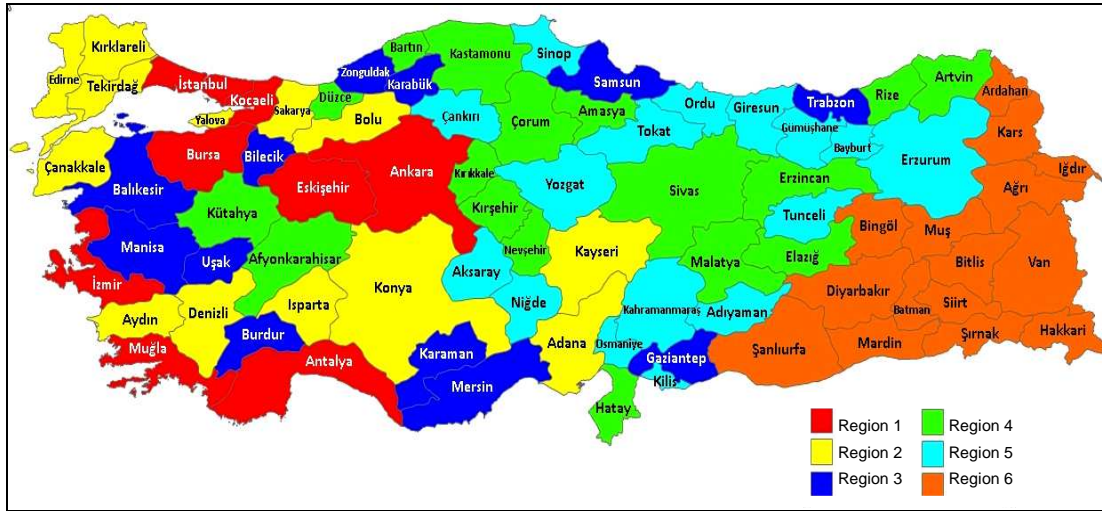 Kırklareli
Edirne
Tekirdağ
İstanbul
Kocaeli
Yalova
Sakarya
Düzce
Bolu
Zonguldak
Bartın
Karabük
Kastamonu
Sinop
Samsun
Çankırı
Çorum
Amasya
Ordu
Giresun
Trabzon
Rize
Artvin
Ardahan
Tokat
Gümüşhane
Bayburt
Erzurum
Kars
Iğdır
Ağrı
Çanakkale
Balıkesir
Bursa
Bilecik
Eskişehir
Ankara
Kırıkkale
Yozgat
Sivas
Erzincan
Tunceli
Bingöl
Muş
Kütahya
Kırşehir
Manisa
Uşak
Afyonkarahisar
Nevşehir
Kayseri
Malatya
Elazığ
Bitlis
Van
İzmir
Aydın
Denizli
Isparta
Konya
Aksaray
Niğde
Kahramanmaraş
Adıyaman
Diyarbakır
Batman
Siirt
Muğla
Burdur
Antalya
Karaman
Mersin
Adana
Osmaniye
Gaziantep
Kilis
Şanlıurfa
Mardin
Şırnak
Hakkari
Hatay
Region 1
Region 2
Region 3
Region 4
Region 5
Region 6